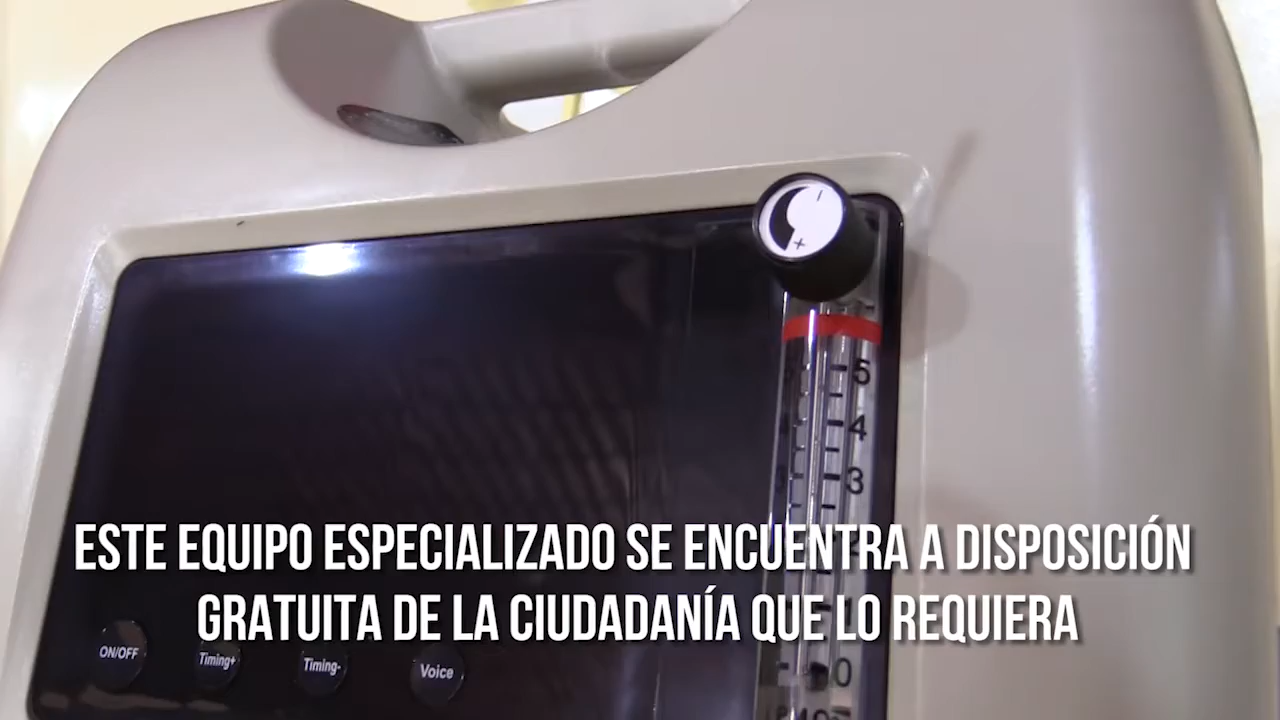 - +
5
4
3
ESTE EQUIPO ESPECIALIZADO SE ENCUENTRA A DISPOSICIÓN
GRATUITA DE LA CIUDADANÍA QUE LO REQUIERA
ON/OFF
Timing+
Timing-
Voice
0